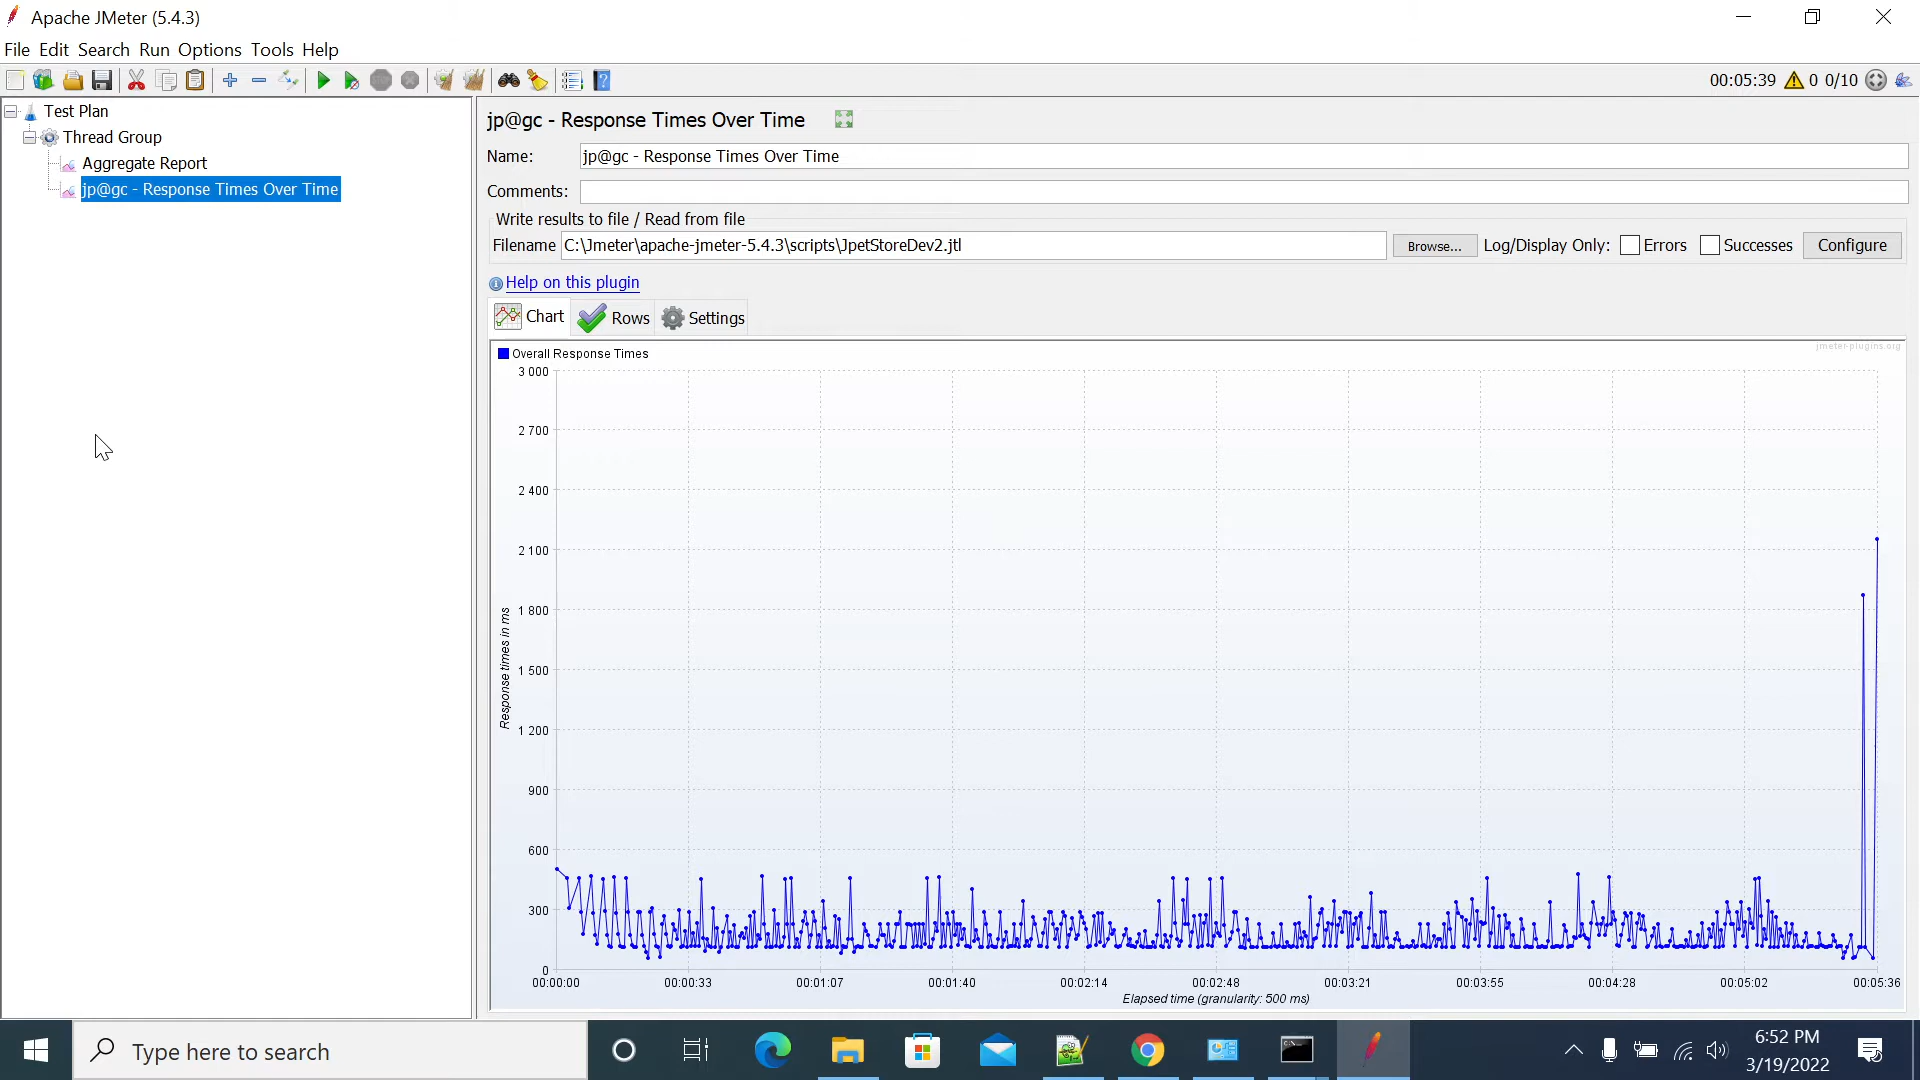 Apache JMeter (5.4.3)
File Edit Search Run Options Tools Help
00:05:39 0 0/10
Test Plan
Thread Group
Aggregate Report
jp@gc - Response Times Over Time
jp@gc - Response Times Over Time
Name: jp@gc - Response Times Over Time
Comments:
Write results to file / Read from file
Filename C:\Jmeter\apache-jmeter-5.4.3\scripts\JpetStoreDev2.jtl Browse... Log/Display Only: Errors Successes Configure
Help on this plugin
Chart Rows Settings
Overall Response Times
jmeter-plugins.org
3 000
2 700
2 400
2 100
1 800
1 500
1 200
900
600
300
0
Response times in ms
00:00:00 00:00:33 00:01:07 00:01:40 00:02:14 00:02:48 00:03:21 00:03:55 00:04:28 00:05:02 00:05:36
Elapsed time (granularity: 500 ms)
Type here to search
6:52 PM
3/19/2022